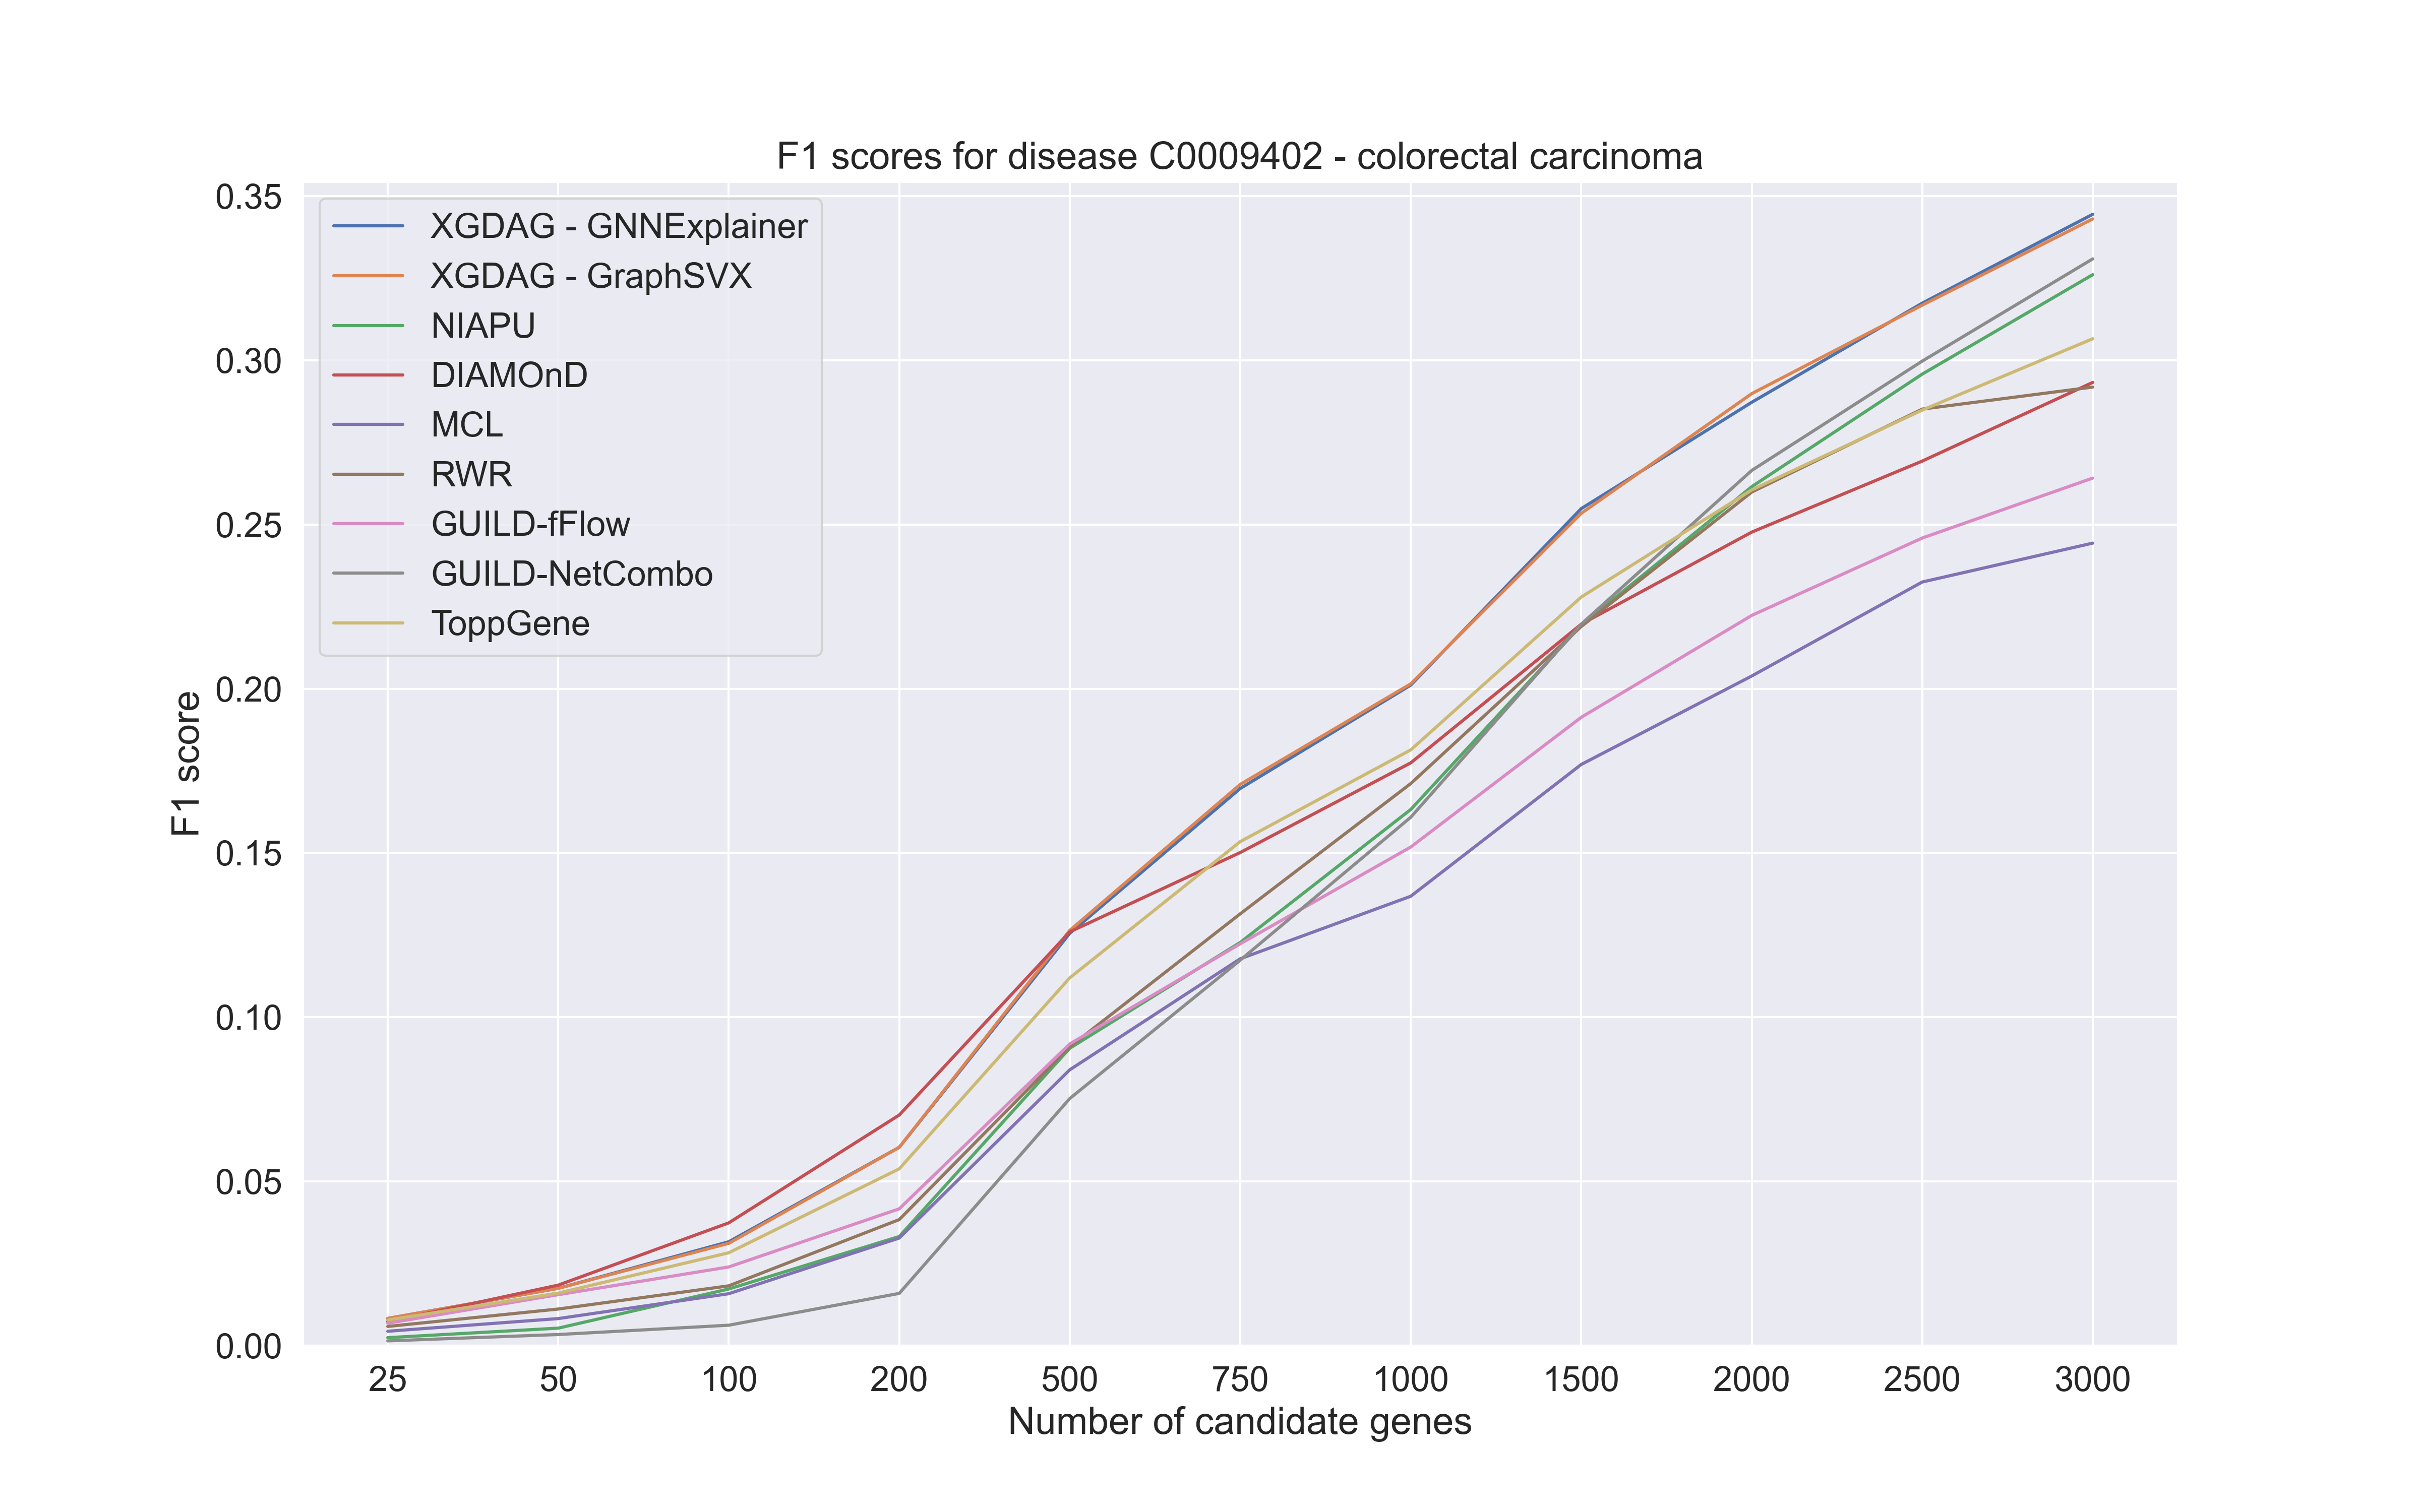 F1 scores for disease C0009402 - colorectal carcinoma
0.35
0.30
0.25
0.20
0.15
0.10
0.05
0.00
F1 score
XGDAG - GNNExplainer
XGDAG - GraphSVX
NIAPU
DIAMOnD
MCL
RWR
GUILD-fFlow
GUILD-NetCombo
ToppGene
25 50 100 200 500 750 1000 1500 2000 2500 3000
Number of candidate genes